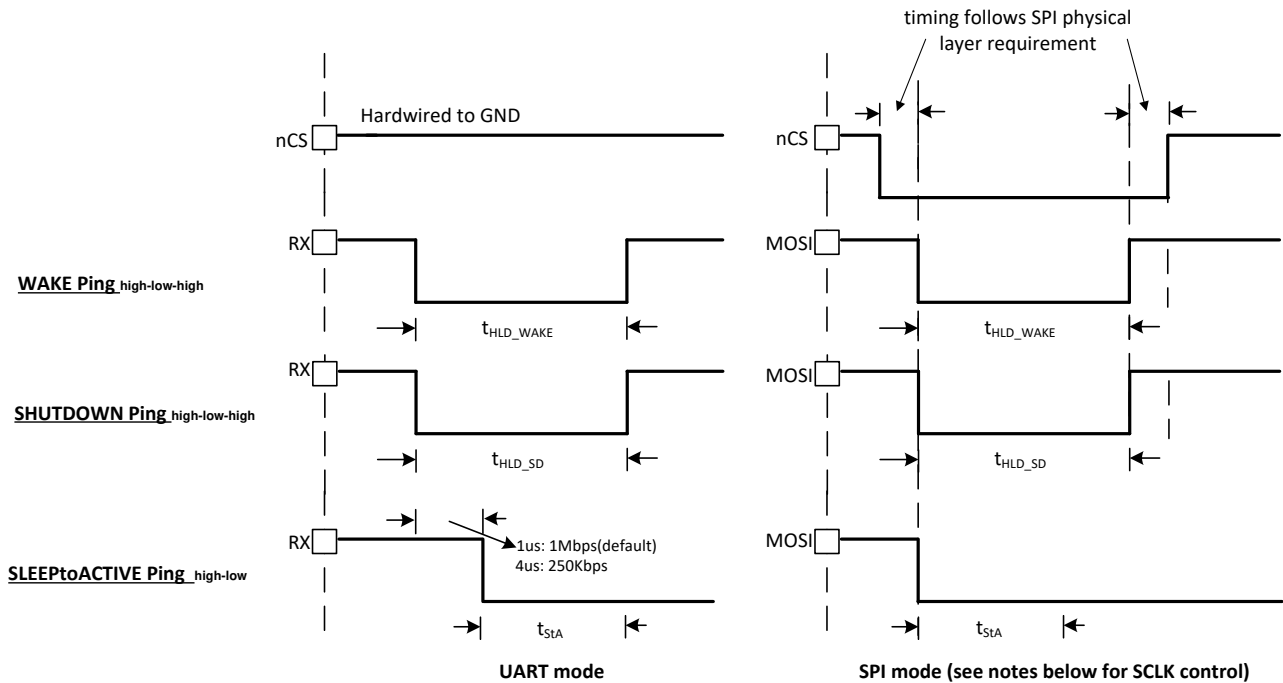 timing follows SPI physical
layer requirement
Hardwired to GND
nCS
nCS
RX
MOSI
WAKE Ping high-low-high
tHLD_WAKE
tHLD_WAKE
RX
MOSI
SHUTDOWN Ping high-low-high
tHLD_SD
tHLD_SD
RX
MOSI
1us: 1Mbps(default)
4us: 250Kbps
SLEEPtoACTIVE Ping high-low
tStA
tStA
UART mode
SPI mode (see notes below for SCLK control)